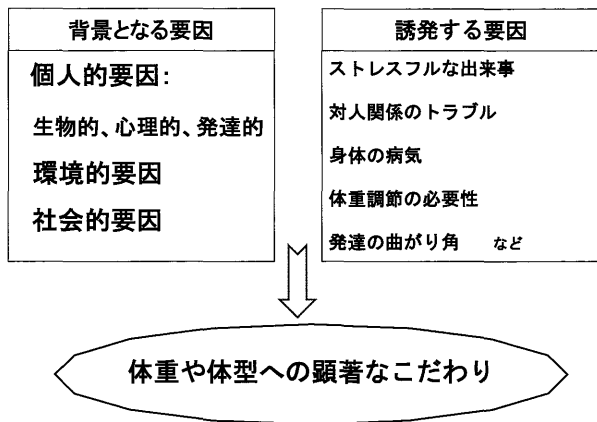 背景となる要因
個人的要因:
生物的、心理的、発達的
環境的要因
社会的要因
誘発する要因
ストレスフルな出来事
対人関係のトラブル
身体の病気
体重調節の必要性
発達の曲がり角 など
体重や体型への顕著なこだわり